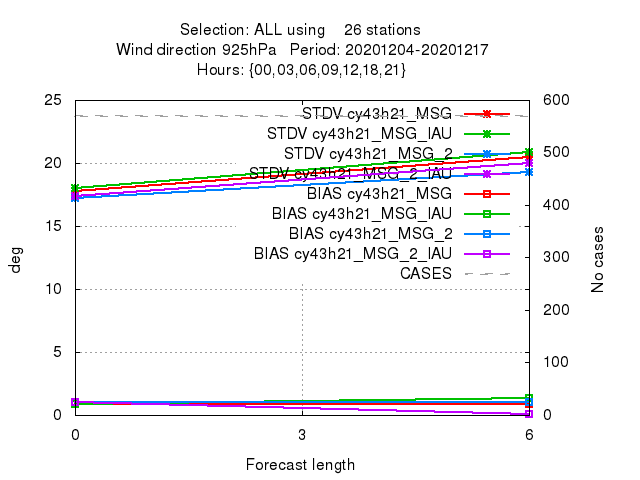 Selection: ALL using 26 stations
Wind direction 925hPa Period: 20201204-20201217
Hours: {00,03,06,09,12,18,21}
25 600
STDV cy43h21_MSG
STDV cy43h21_MSG_IAU
500
STDV cy43h21_MSG_2
20
STDV cy43h21_MSG_2_IAU
BIAS cy43h21_MSG
400
BIAS cy43h21_MSG_IAU
15
BIAS cy43h21_MSG_2
BIAS cy43h21_MSG_2_IAU
300
deg
No cases
CASES
10
200
5
100
0 0
0 3 6
Forecast length